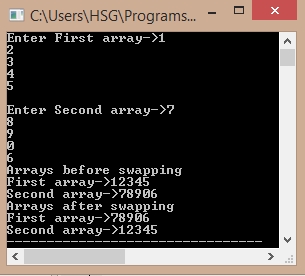 C:\Users\HSG\Programs...
Enter First array->1
2
3
4
5
Enter Second array->7
8
9
0
6
Arrays before swapping
First array->12345
Second array->78906
Arrays after swapping
First array->78906
Second array->12345
--------------------------------